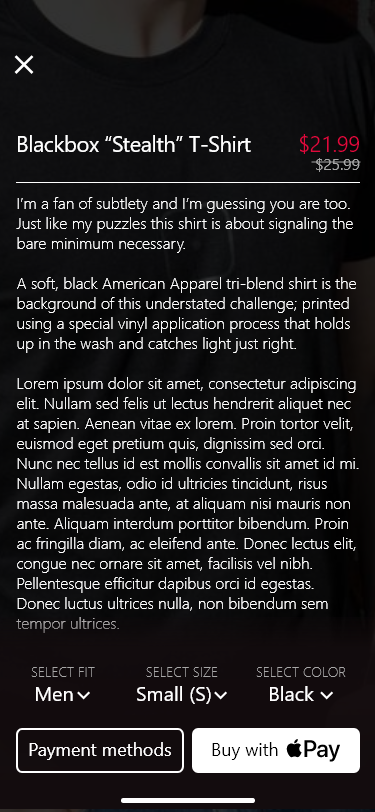 Blackbox “Stealth” T-Shirt
$21.99
$25.99
I’m a fan of subtlety and I’m guessing you are too.
Just like my puzzles this shirt is about signaling the
bare minimum necessary.
A soft, black American Apparel tri-blend shirt is the
background of this understated challenge; printed
using a special vinyl application process that holds
up in the wash and catches light just right.
Lorem ipsum dolor sit amet, consectetur adipiscing
elit. Nullam sed felis ut lectus hendrerit aliquet nec
at sapien. Aenean vitae ex lorem. Proin tortor velit,
euismod eget pretium quis, dignissim sed orci.
Nunc nec tellus id est mollis convallis sit amet id mi.
Nullam egestas, odio id ultricies tincidunt, risus
massa malesuada ante, at aliquam nisi mauris non
ante. Aliquam interdum porttitor bibendum. Proin
ac fringilla diam, ac eleifend ante. Donec lectus elit,
congue nec ornare sit amet, facilisis vel nibh.
Pellentesque efficitur dapibus orci id egestas.
Donec luctus ultrices nulla, non bibendum sem
tempor ultrices.
SELECT FIT SELECT SIZE SELECT COLOR
Men Small (S) Black
Payment methods Buy with Pay